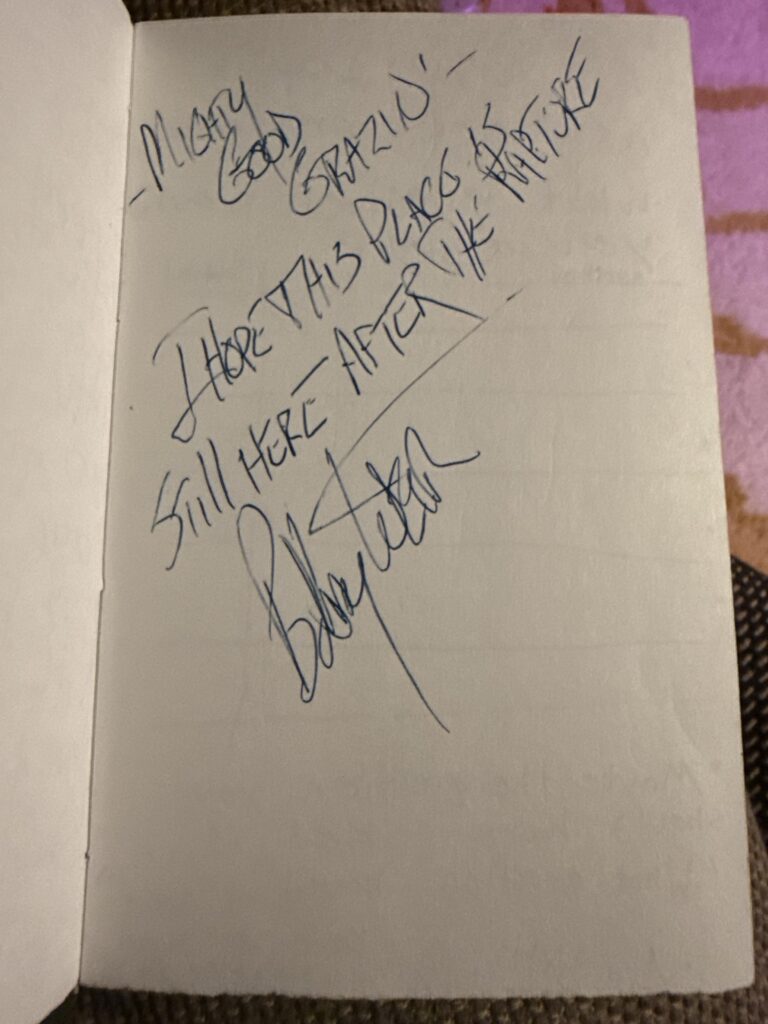 - MIGHTY
GOOD
GRAZIN' -
I HOPE THIS PLACE IS
STILL HERE AFTER THE RAPTURE